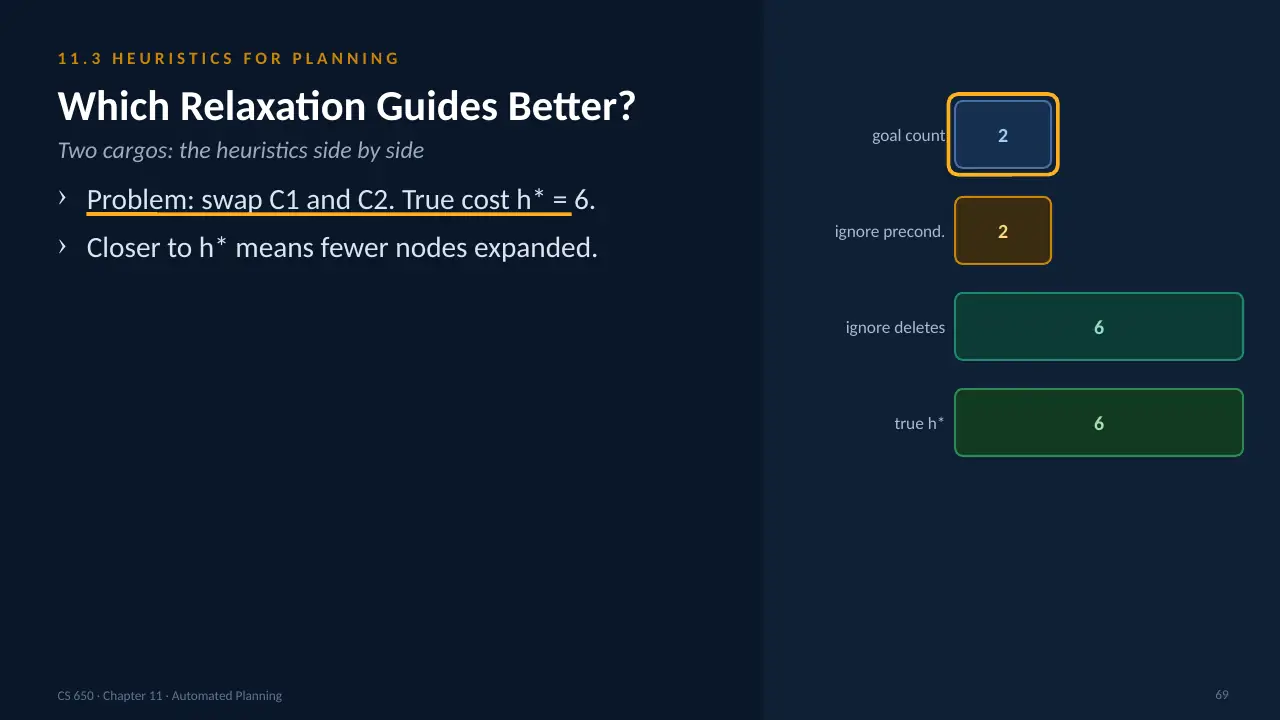 11.3 HEURISTICS FOR PLANNING
Which Relaxation Guides Better?
Two cargos: the heuristics side by side
› Problem: swap C1 and C2. True cost h* = 6.
› Closer to h* means fewer nodes expanded.
goal count 2
ignore precond. 2
ignore deletes 6
true h* 6
CS 650 · Chapter 11 · Automated Planning
69